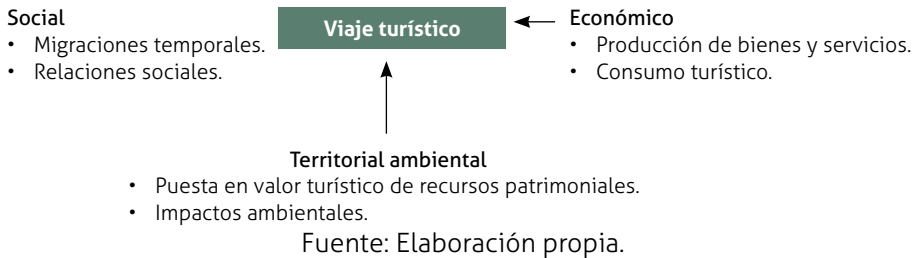 Social
• Migraciones temporales.
• Relaciones sociales.
Viaje turístico
Económico
• Producción de bienes y servicios.
• Consumo turístico.
Territorial ambiental
• Puesta en valor turístico de recursos patrimoniales.
• Impactos ambientales.
Fuente: Elaboración propia.